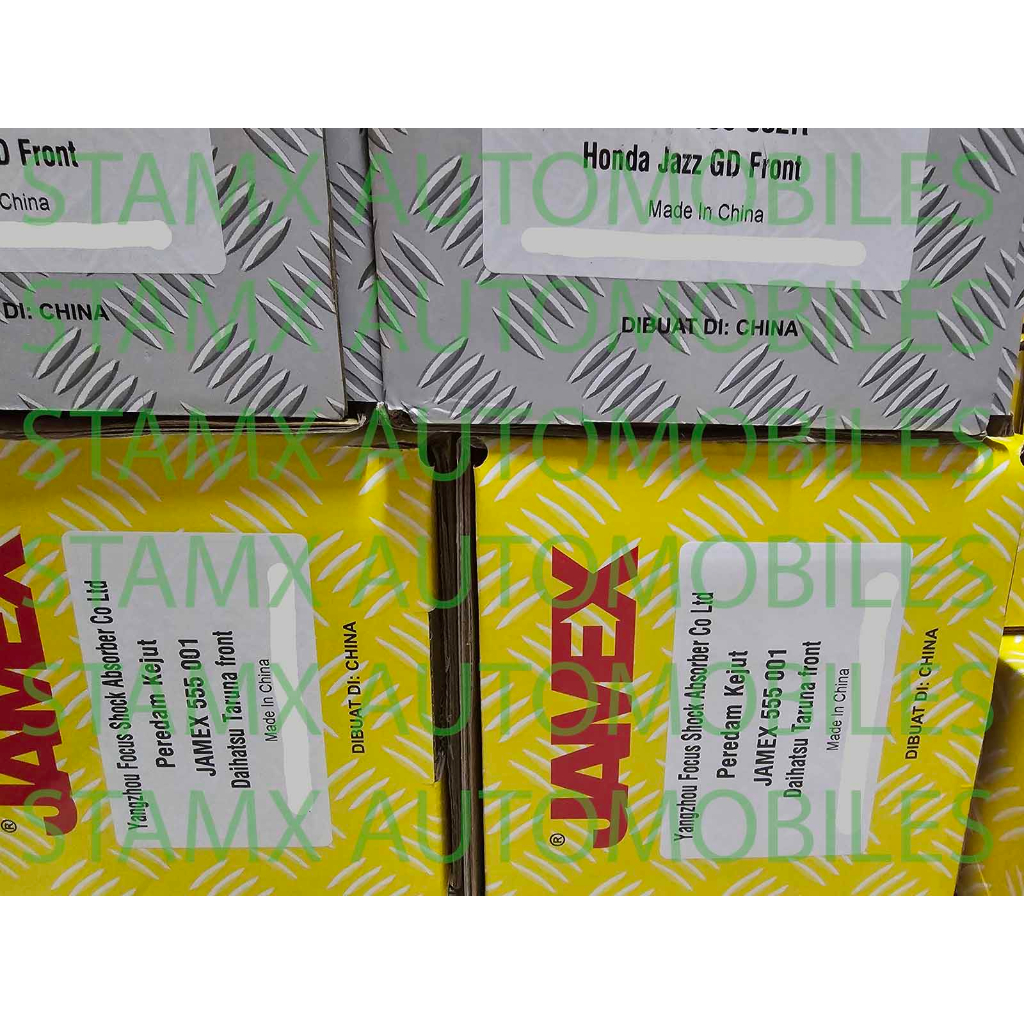 D Front
China
DI: CHINA
Honda Jazz GD Front
Made In China
DIBUAT DI: CHINA
JAMEX
®
Yangzhou Focus Shock Absorber Co Ltd
Peredam Kejut
JAMEX 555 001
Daihatsu Taruna front
Made In China
DIBUAT DI: CHINA
JAMEX
®
Yangzhou Focus Shock Absorber Co Ltd
Peredam Kejut
JAMEX 555 001
Daihatsu Taruna front
Made in China
DIBUAT DI: CHINA
STAMX AUTOMOBILES
STAMX AUTOMOBILES
STAMX AUTOMOBILES
STAMX AUTOMOBILES
STAMX AUTOMOBILES
STAMX AUTOMOBILES